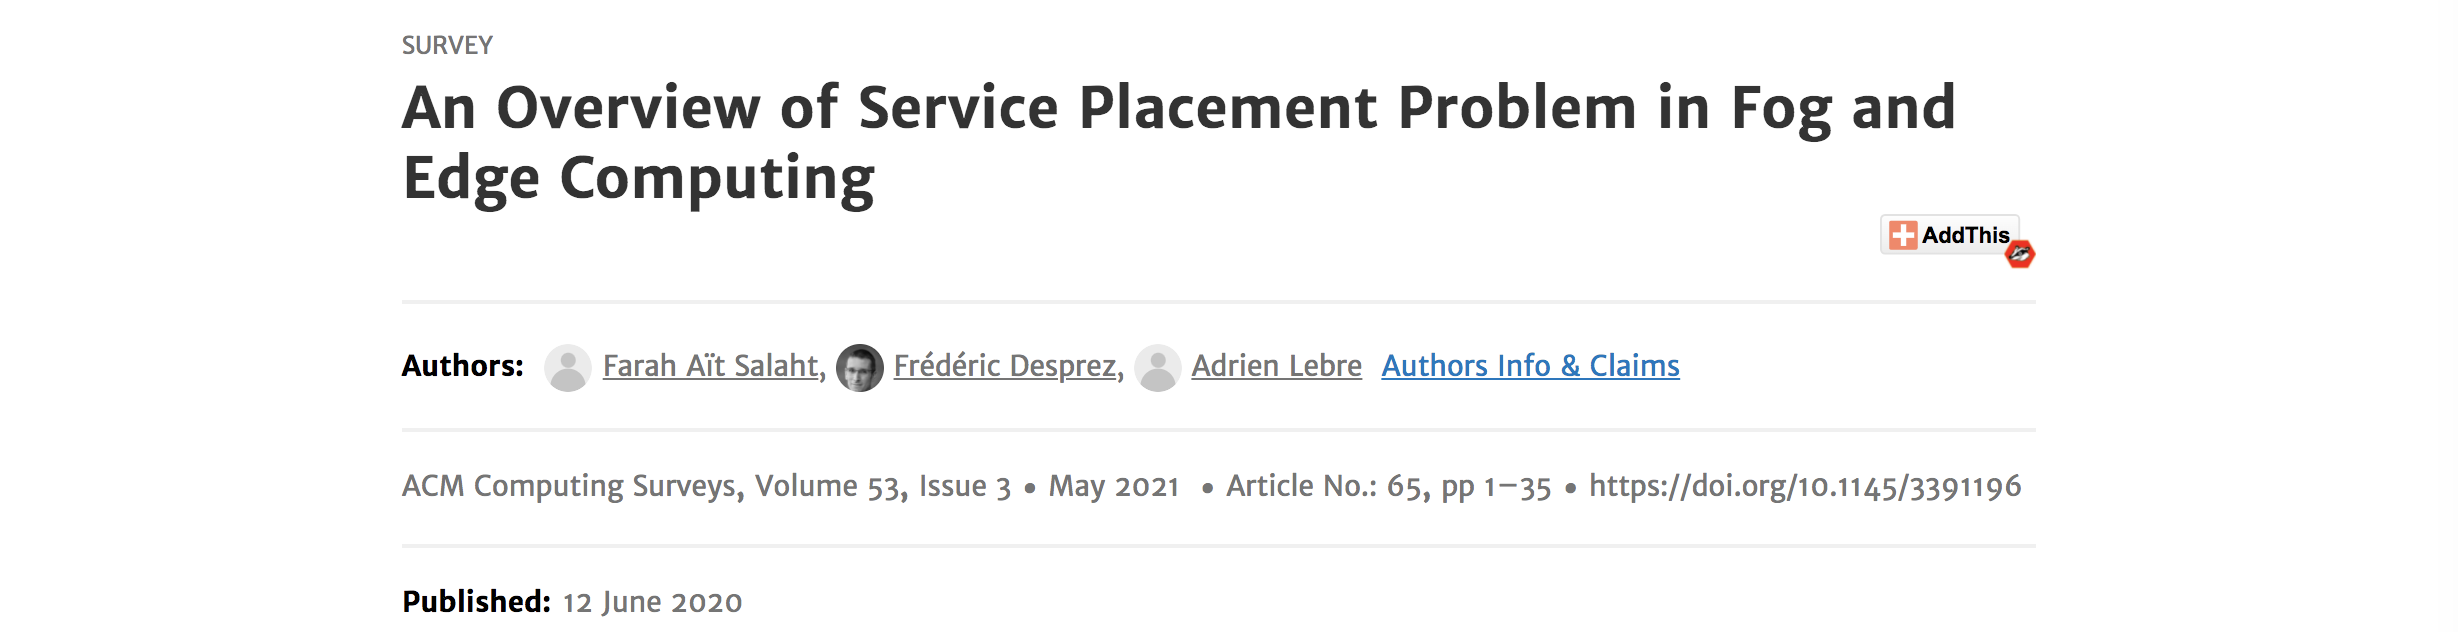 SURVEY
An Overview of Service Placement Problem in Fog and
Edge Computing
AddThis
Authors: Farah Aït Salaht, Frédéric Desprez, Adrien Lebre Authors Info & Claims
ACM Computing Surveys, Volume 53, Issue 3 • May 2021 • Article No.: 65, pp 1–35 • https://doi.org/10.1145/3391196
Published: 12 June 2020